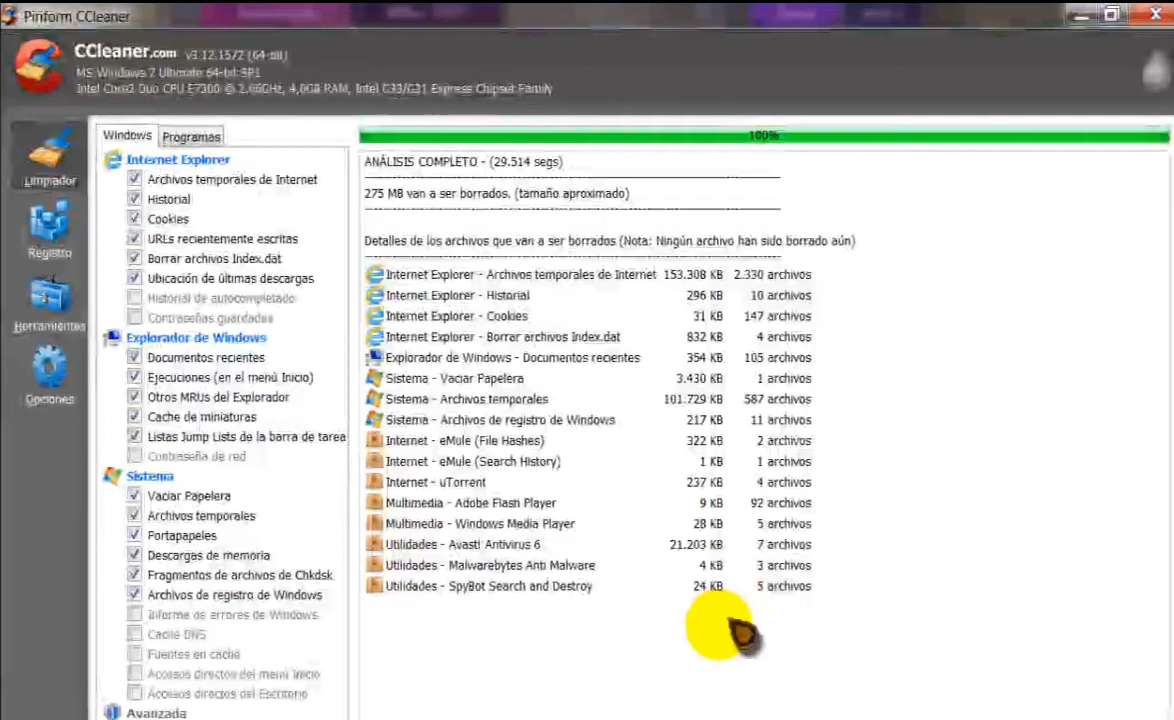 Piriform CCleaner
CCleaner.com v3.12.1572 (64-bit)
MS Windows 7 Ultimate 64-bit SP1
Intel Core2 Duo CPU E7300 @ 2.66GHz, 4,0GB RAM, Intel G33/G31 Express Chipset Family
Limpiador
Registro
Herramientas
Opciones
Windows Programas
Internet Explorer
Archivos temporales de Internet
Historial
Cookies
URLs recientemente escritas
Borrar archivos Index.dat
Ubicación de últimas descargas
Historial de autocompletado
Contraseñas guardadas
Explorador de Windows
Documentos recientes
Ejecuciones (en el menú Inicio)
Otros MRUs del Explorador
Cache de miniaturas
Listas Jump Lists de la barra de tarea
Contraseña de red
Sistema
Vaciar Papelera
Archivos temporales
Portapapeles
Descargas de memoria
Fragmentos de archivos de Chkdsk
Archivos de registro de Windows
Informe de errores de Windows
Caché DNS
Fuentes en caché
Accesos directos del menú Inicio
Accesos directos del Escritorio
Avanzada
100%
ANÁLISIS COMPLETO - (29.514 segs)
275 MB van a ser borrados. (tamaño aproximado)
Detalles de los archivos que van a ser borrados (Nota: Ningún archivo han sido borrado aún)
Internet Explorer - Archivos temporales de Internet 153.308 KB 2.330 archivos
Internet Explorer - Historial 296 KB 10 archivos
Internet Explorer - Cookies 31 KB 147 archivos
Internet Explorer - Borrar archivos Index.dat 832 KB 4 archivos
Explorador de Windows - Documentos recientes 354 KB 105 archivos
Sistema - Vaciar Papelera 3.430 KB 1 archivos
Sistema - Archivos temporales 101.729 KB 587 archivos
Sistema - Archivos de registro de Windows 217 KB 11 archivos
Internet - eMule (File Hashes) 322 KB 2 archivos
Internet - eMule (Search History) 1 KB 1 archivos
Internet - uTorrent 237 KB 4 archivos
Multimedia - Adobe Flash Player 9 KB 92 archivos
Multimedia - Windows Media Player 28 KB 5 archivos
Utilidades - Avast! Antivirus 6 21.203 KB 7 archivos
Utilidades - Malwarebytes Anti Malware 4 KB 3 archivos
Utilidades - SpyBot Search and Destroy 24 KB 5 archivos